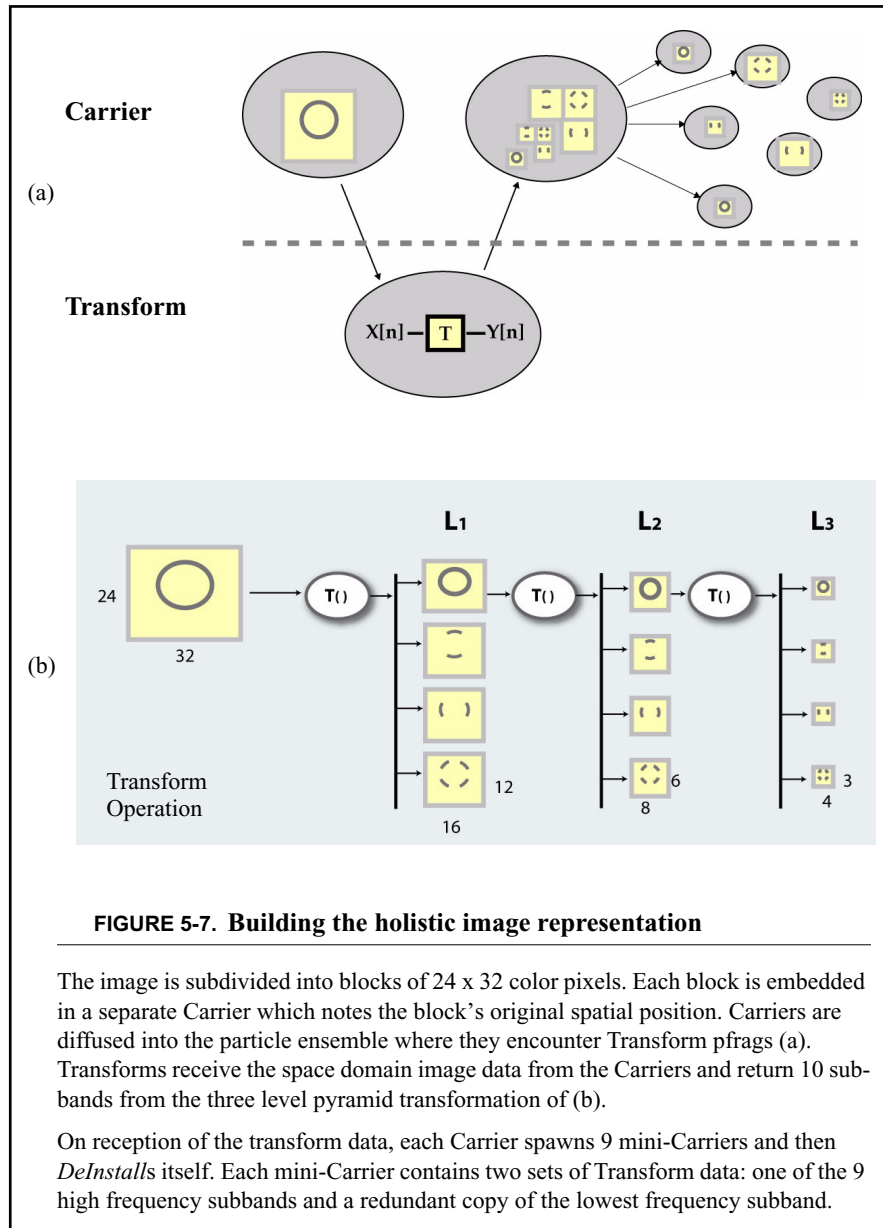 Carrier
(a)
Transform
X[n] T Y[n]
L1 L2 L3
24
32
T() T() T()
(b)
12
16
6
8
3
4
Transform
Operation
FIGURE 5-7. Building the holistic image representation
The image is subdivided into blocks of 24 x 32 color pixels. Each block is embedded
in a separate Carrier which notes the block's original spatial position. Carriers are
diffused into the particle ensemble where they encounter Transform pfrags (a).
Transforms receive the space domain image data from the Carriers and return 10 sub-
bands from the three level pyramid transformation of (b).
On reception of the transform data, each Carrier spawns 9 mini-Carriers and then
DeInstalls itself. Each mini-Carrier contains two sets of Transform data: one of the 9
high frequency subbands and a redundant copy of the lowest frequency subband.